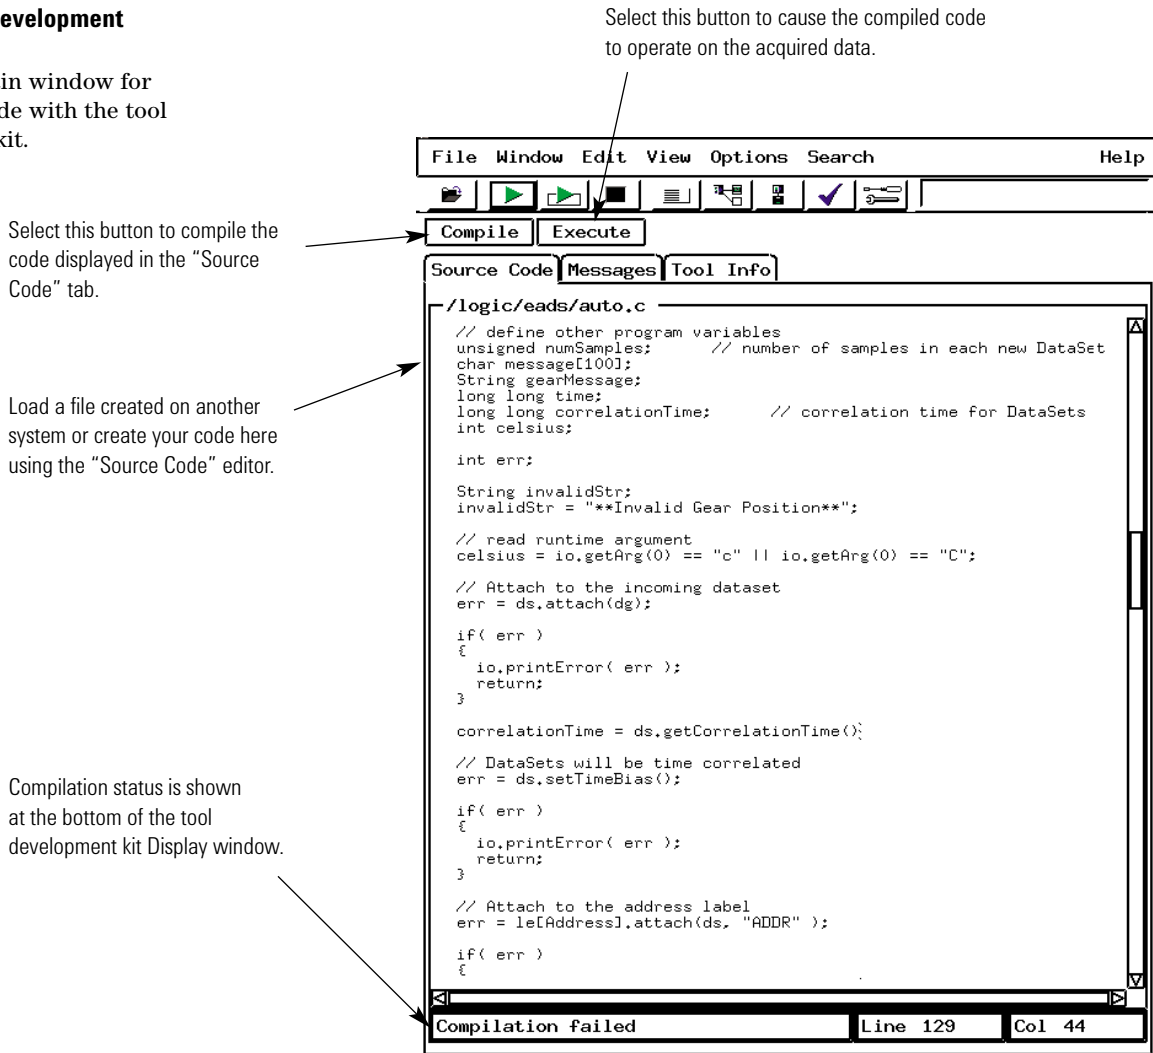 evelopment
in window for
de with the tool
kit.
Select this button to cause the compiled code
to operate on the acquired data.
Select this button to compile the
code displayed in the “Source
Code” tab.
Load a file created on another
system or create your code here
using the “Source Code” editor.
Compilation status is shown
at the bottom of the tool
development kit Display window.
File Window Edit View Options Search Help
Compile Execute
Source Code Messages Tool Info
/logic/eads/auto.c
// define other program variables
unsigned numSamples; // number of samples in each new DataSet
char message[100];
String gearMessage;
long long time;
long long correlationTime; // correlation time for DataSets
int celsius;
int err;
String invalidStr;
invalidStr = "**Invalid Gear Position**";
// read runtime argument
celsius = io.getArg(0) == "c" || io.getArg(0) == "C";
// Attach to the incoming dataset
err = ds.attach(dg);
if( err )
{
io.printError( err );
return;
}
correlationTime = ds.getCorrelationTime();
// DataSets will be time correlated
err = ds.setTimeBias();
if( err )
{
io.printError( err );
return;
}
// Attach to the address label
err = le[Address].attach(ds, "ADDR" );
if( err )
{
Compilation failed Line 129 Col 44